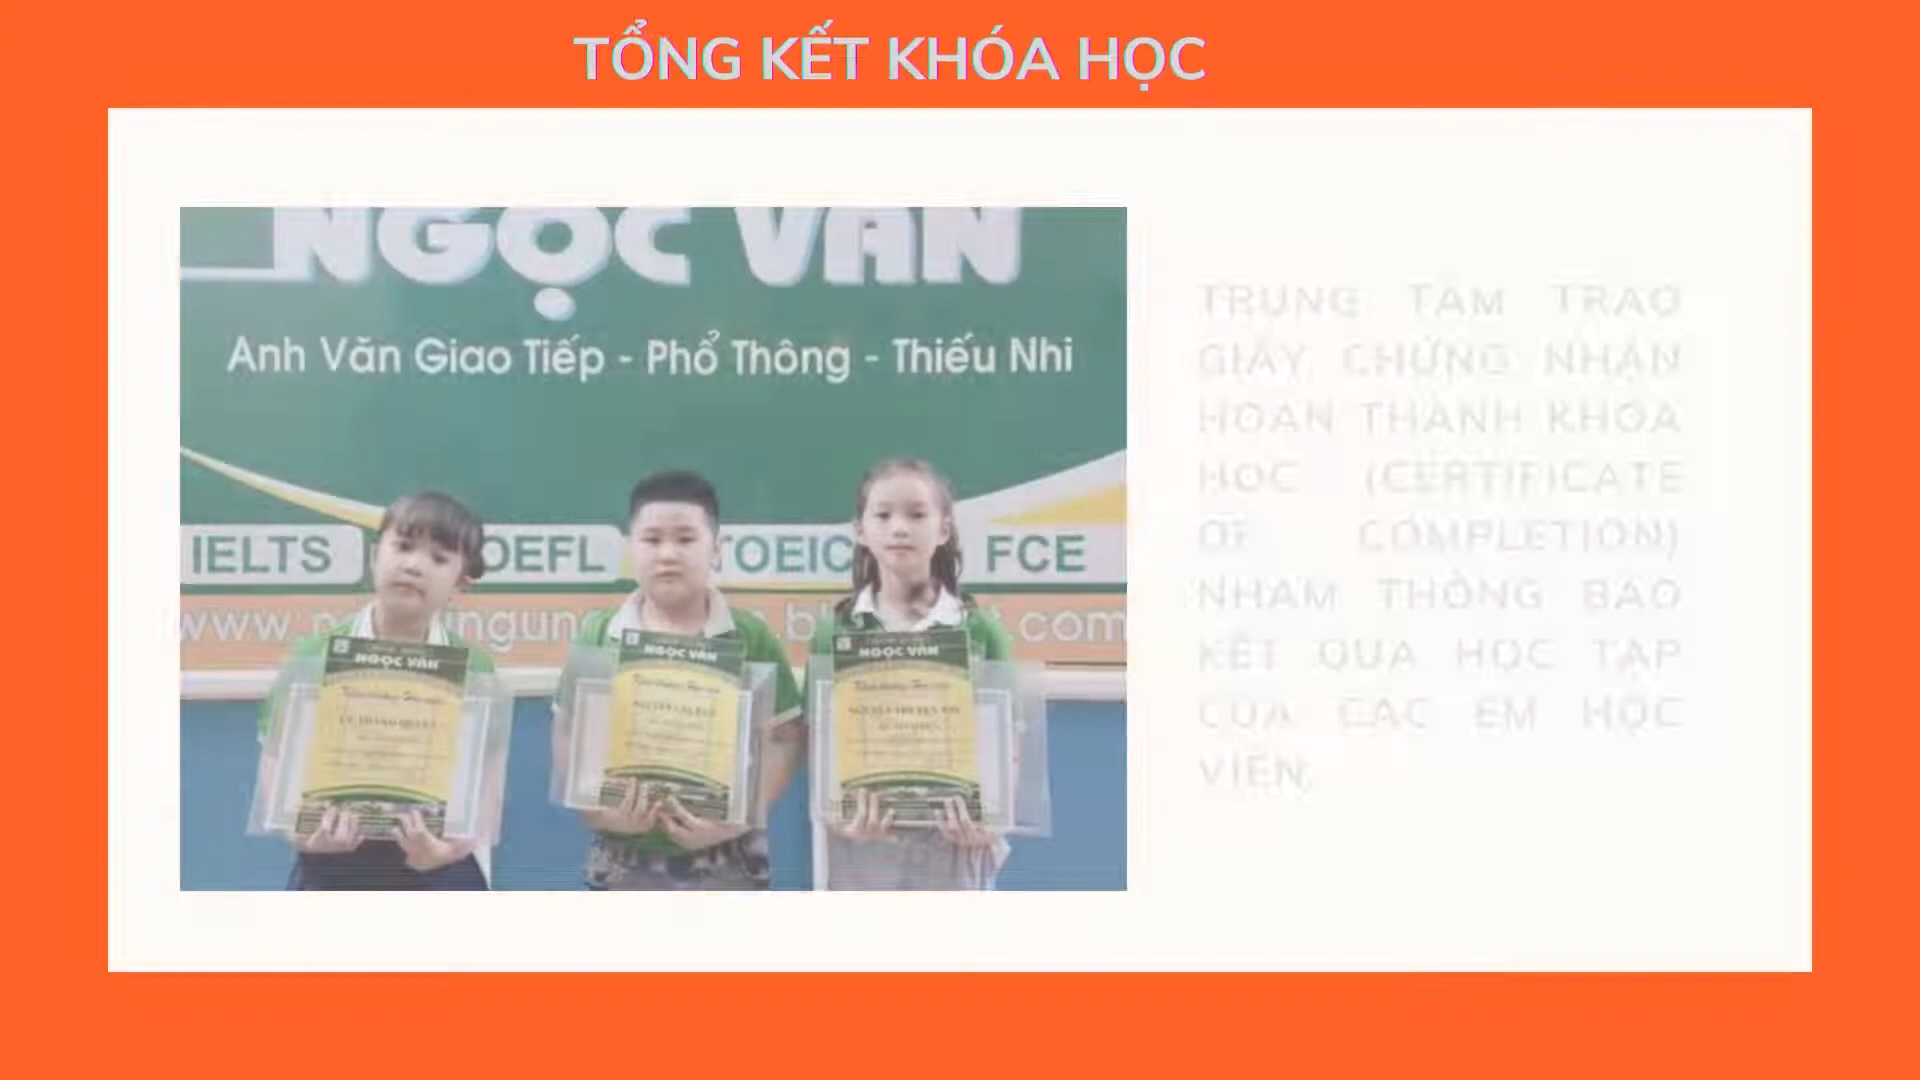 TỔNG KẾT KHÓA HỌC
NGỌC VÂN
Anh Văn Giao Tiếp - Phổ Thông - Thiếu Nhi
IELTS TOEFL TOEIC FCE
www. .com
NGỌC VÂN
NGỌC VÂN
NGỌC VÂN
TRUNG TÂM TRAO
GIẤY CHỨNG NHẬN
HOÀN THÀNH KHÓA
HỌC (CERTIFICATE
OF COMPLETION)
NHẰM THÔNG BÁO
KẾT QUẢ HỌC TẬP
CỦA CÁC EM HỌC
VIÊN.